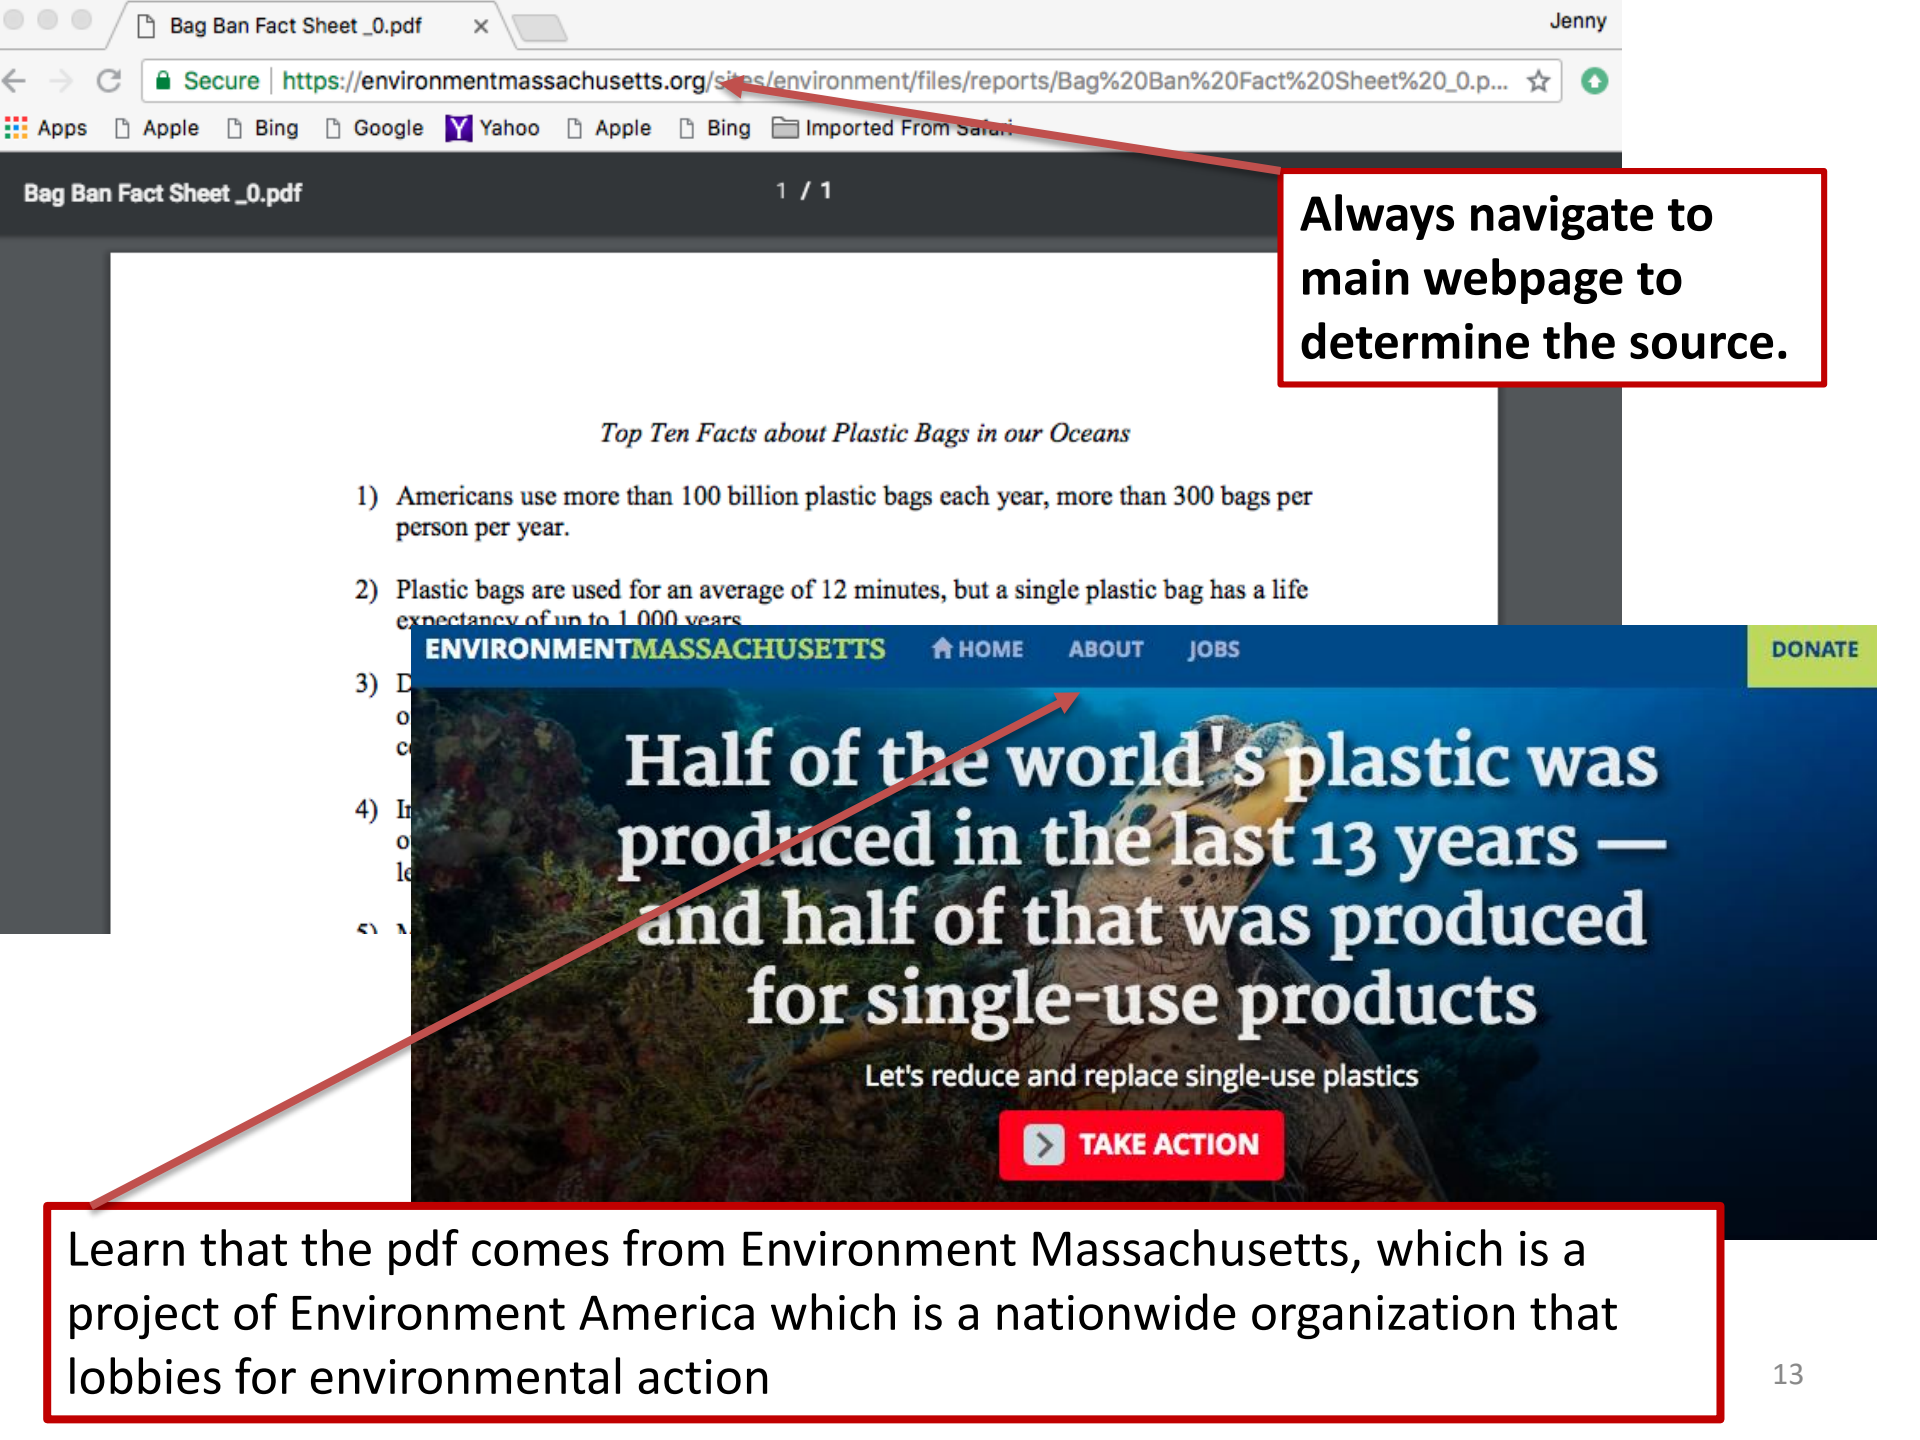 Bag Ban Fact Sheet _0.pdf
Jenny
Secure | https://environmentmassachusetts.org/sites/environment/files/reports/Bag%20Ban%20Fact%20Sheet%20_0.p...
Apps Apple Bing Google Yahoo Apple Bing Imported From Safari
Bag Ban Fact Sheet _0.pdf
1 / 1
Always navigate to
main webpage to
determine the source.
Top Ten Facts about Plastic Bags in our Oceans
1) Americans use more than 100 billion plastic bags each year, more than 300 bags per
person per year.
2) Plastic bags are used for an average of 12 minutes, but a single plastic bag has a life
expectancy of up to 1,000 years
3)
4)
5)
ENVIRONMENTMASSACHUSETTS HOME ABOUT JOBS DONATE
Half of the world's plastic was
produced in the last 13 years —
and half of that was produced
for single-use products
Let's reduce and replace single-use plastics
TAKE ACTION
Learn that the pdf comes from Environment Massachusetts, which is a
project of Environment America which is a nationwide organization that
lobbies for environmental action
13